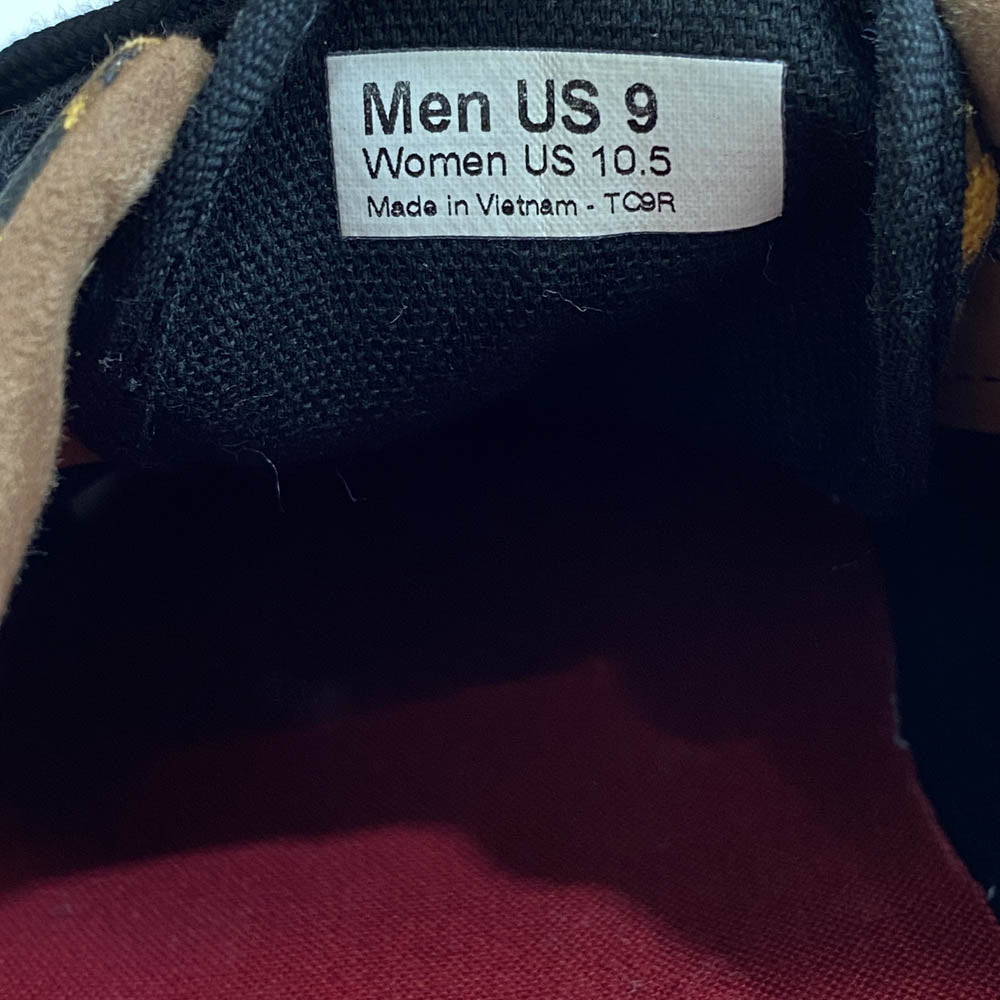 Men US 9
Women US 10.5
Made in Vietnam - TC9R